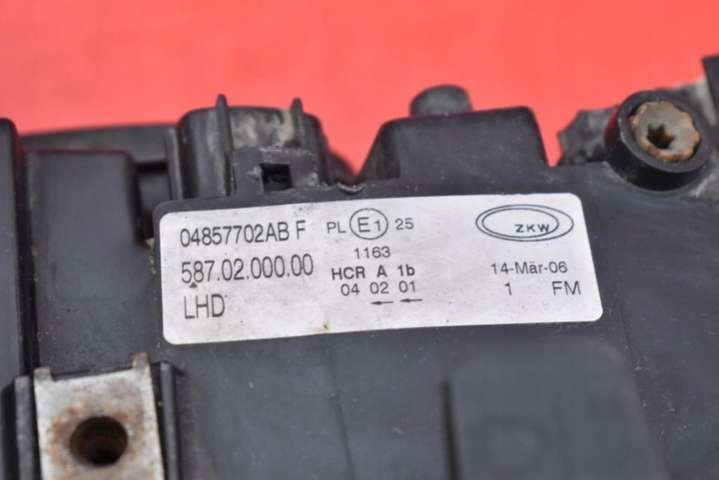 04857702AB F
PL E1 25
ZKW
1163
587.02.000.00
HCR A 1b
14-Mär-06
LHD
04 02 01
1 FM
←←